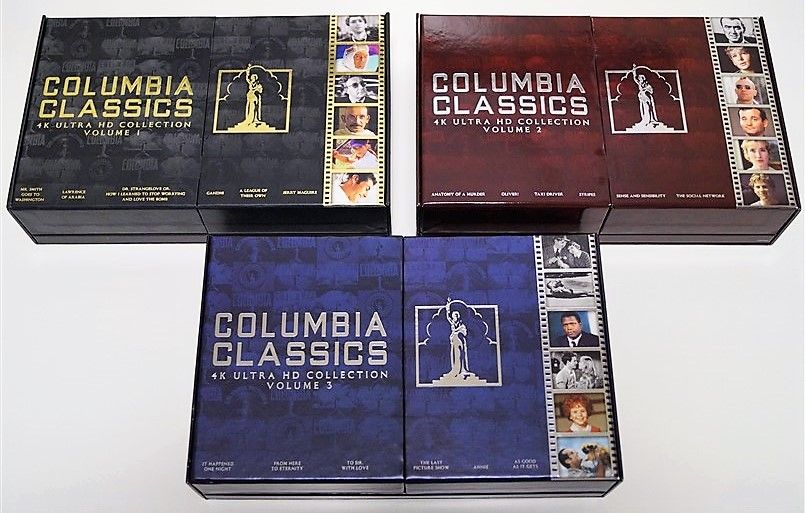 COLUMBIA
CLASSICS
4K ULTRA HD COLLECTION
VOLUME 1
MR. SMITH
GOES TO
WASHINGTON
LAWRENCE
OF ARABIA
DR. STRANGELOVE OR:
HOW I LEARNED TO STOP WORRYING
AND LOVE THE BOMB
GANDHI
A LEAGUE OF
THEIR OWN
JERRY MAGUIRE
COLUMBIA
CLASSICS
4K ULTRA HD COLLECTION
VOLUME 2
ANATOMY OF A MURDER
OLIVER!
TAXI DRIVER
STRIPES
SENSE AND SENSIBILITY
THE SOCIAL NETWORK
COLUMBIA
CLASSICS
4K ULTRA HD COLLECTION
VOLUME 3
IT HAPPENED
ONE NIGHT
FROM HERE
TO ETERNITY
TO SIR,
WITH LOVE
THE LAST
PICTURE SHOW
ANNIE
AS GOOD
AS IT GETS